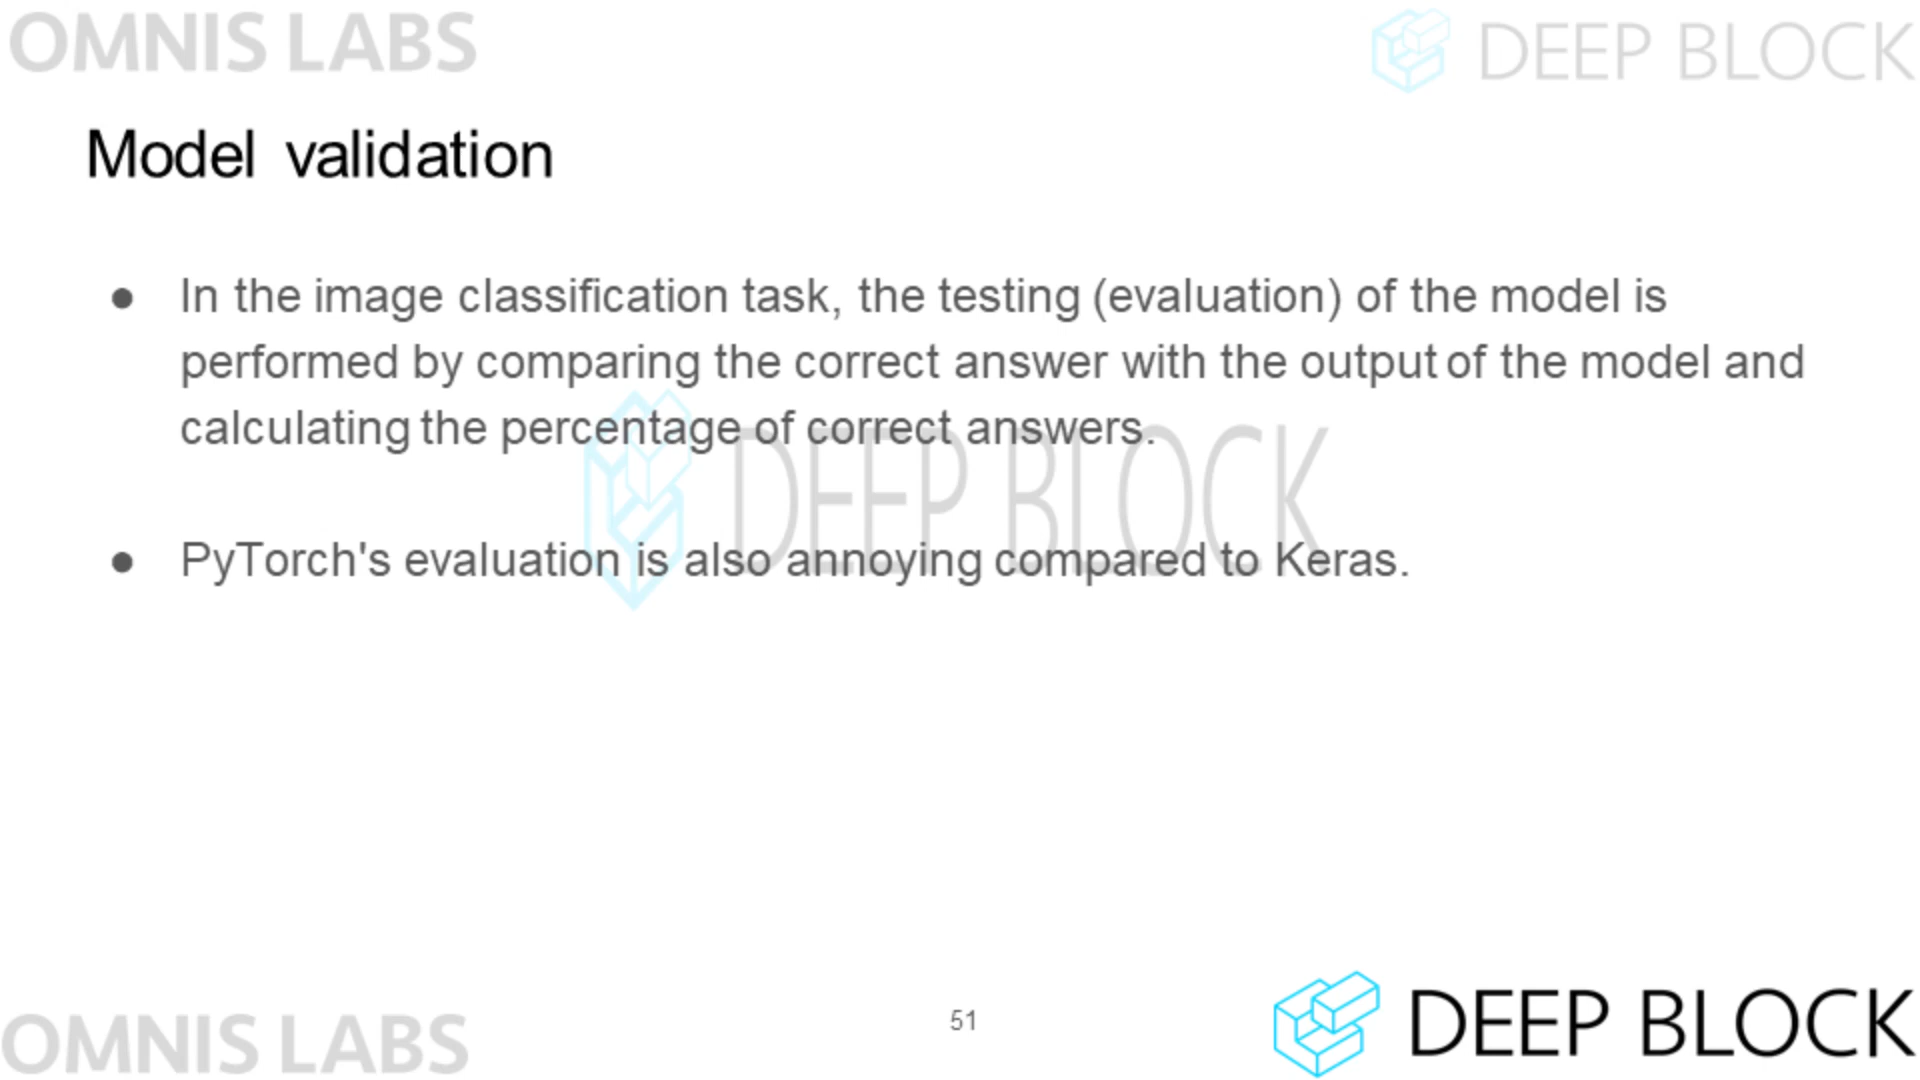 OMNIS LABS
DEEP BLOCK
Model validation
● In the image classification task, the testing (evaluation) of the model is
performed by comparing the correct answer with the output of the model and
calculating the percentage of correct answers.
DEEP BLOCK
● PyTorch's evaluation is also annoying compared to Keras.
OMNIS LABS
51
DEEP BLOCK